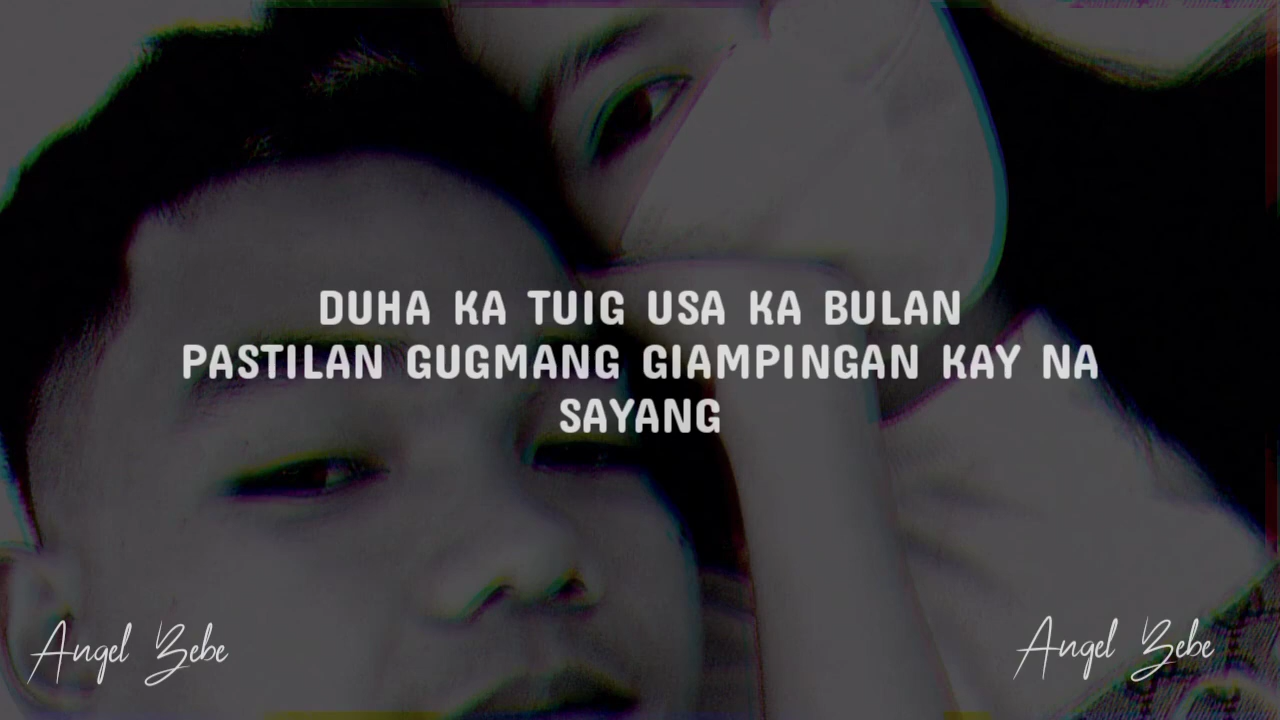 DUHA KA TUIG USA KA BULAN
PASTILAN GUGMANG GIAMPINGAN KAY NA
SAYANG
Angel Bebe
Angel Bebe